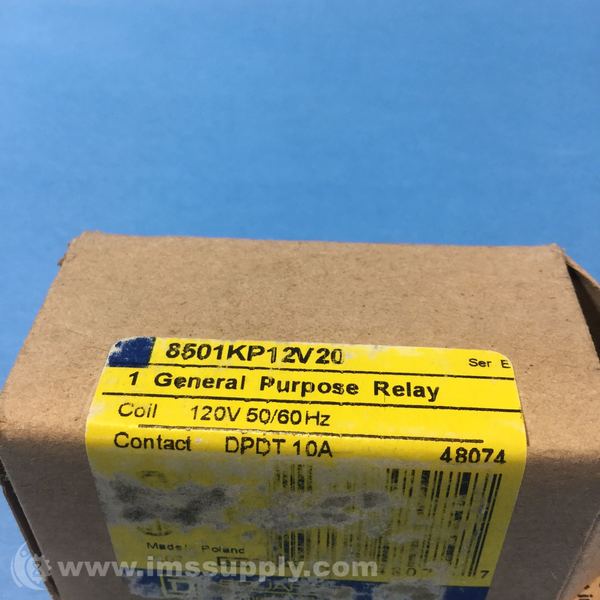 8501KP12V20
Ser E
1 General Purpose Relay
Coil 120V 50/60Hz
Contact DPDT 10A
48074
Made in Poland
www.imssupply.com